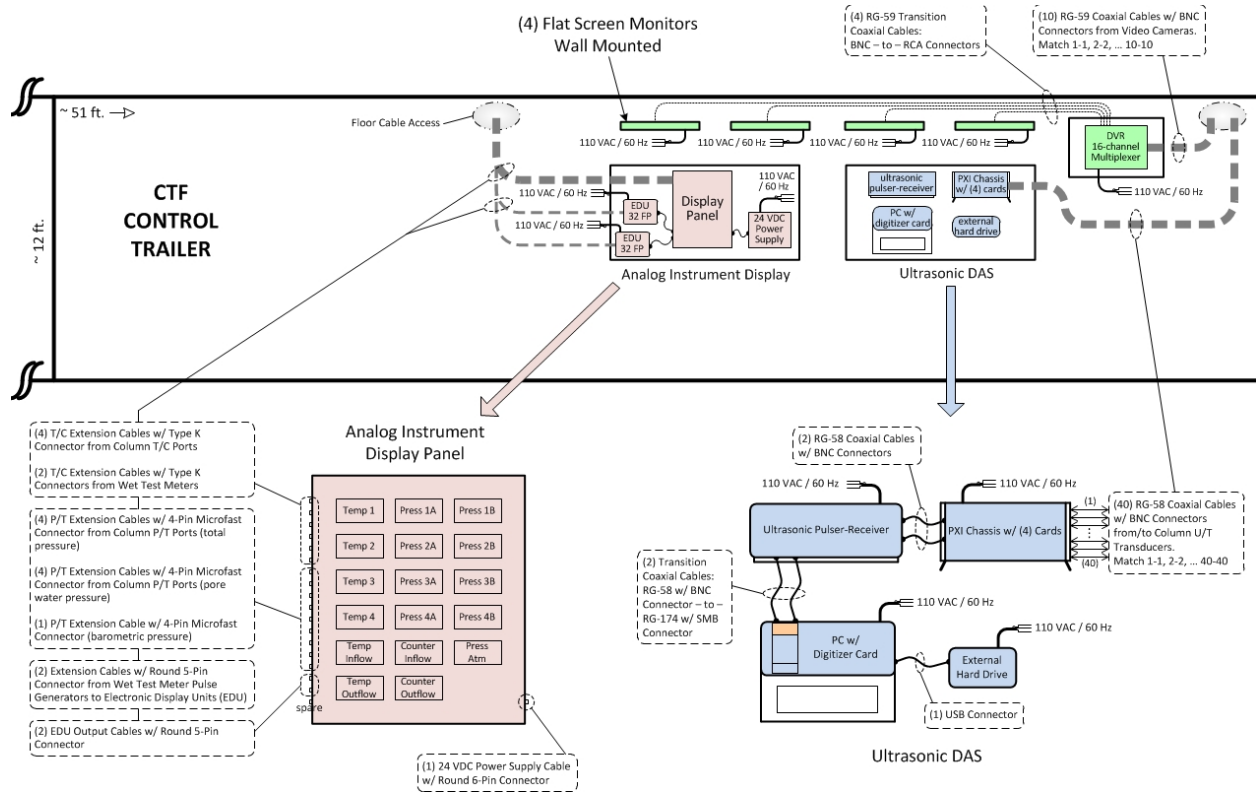 (4) Flat Screen Monitors
Wall Mounted
(4) RG-59 Transition
Coaxial Cables:
BNC – to – RCA Connectors
(10) RG-59 Coaxial Cables w/ BNC
Connectors from Video Cameras.
Match 1-1, 2-2, ... 10-10
~ 51 ft.
Floor Cable Access
~ 12 ft.
CTF
CONTROL
TRAILER
110 VAC / 60 Hz
110 VAC / 60 Hz
110 VAC / 60 Hz
110 VAC / 60 Hz
DVR
16-channel
Multiplexer
110 VAC / 60 Hz
110 VAC / 60 Hz
EDU
32 FP
110 VAC / 60 Hz
EDU
32 FP
Display
Panel
110 VAC
/ 60 Hz
24 VDC
Power
Supply
Analog Instrument Display
ultrasonic
pulser-receiver
PXI Chassis
w/ (4) cards
PC w/
digitizer card
external
hard drive
Ultrasonic DAS
(4) T/C Extension Cables w/ Type K
Connector from Column T/C Ports
(2) T/C Extension Cables w/ Type K
Connectors from Wet Test Meters
(4) P/T Extension Cables w/ 4-Pin Microfast
Connector from Column P/T Ports (total
pressure)
(4) P/T Extension Cables w/ 4-Pin Microfast
Connector from Column P/T Ports (pore
water pressure)
(1) P/T Extension Cable w/ 4-Pin Microfast
Connector (barometric pressure)
(2) Extension Cables w/ Round 5-Pin
Connector from Wet Test Meter Pulse
Generators to Electronic Display Units (EDU)
(2) EDU Output Cables w/ Round 5-Pin
Connector
Analog Instrument
Display Panel
Temp 1
Press 1A
Press 1B
Temp 2
Press 2A
Press 2B
Temp 3
Press 3A
Press 3B
Temp 4
Press 4A
Press 4B
Temp
Inflow
Counter
Inflow
Press
Atm
Temp
Outflow
Counter
Outflow
spare
(1) 24 VDC Power Supply Cable
w/ Round 6-Pin Connector
(2) RG-58 Coaxial Cables
w/ BNC Connectors
110 VAC / 60 Hz
110 VAC / 60 Hz
Ultrasonic Pulser-Receiver
PXI Chassis w/ (4) Cards
(1)
(40)
(40) RG-58 Coaxial Cables
w/ BNC Connectors
from/to Column U/T
Transducers.
Match 1-1, 2-2, ... 40-40
(2) Transition
Coaxial Cables:
RG-58 w/ BNC
Connector – to –
RG-174 w/ SMB
Connector
110 VAC / 60 Hz
PC w/
Digitizer Card
110 VAC / 60 Hz
External
Hard Drive
(1) USB Connector
Ultrasonic DAS